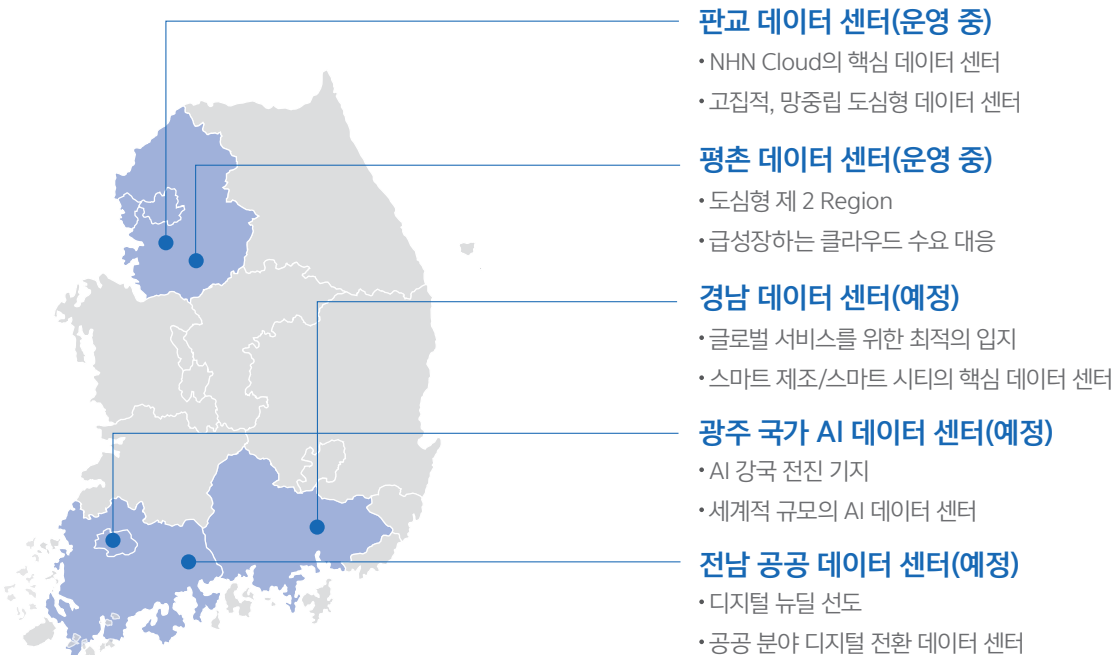 판교 데이터 센터(운영 중)
• NHN Cloud의 핵심 데이터 센터
• 고집적, 망중립 도심형 데이터 센터
평촌 데이터 센터(운영 중)
• 도심형 제 2 Region
• 급성장하는 클라우드 수요 대응
경남 데이터 센터(예정)
• 글로벌 서비스를 위한 최적의 입지
• 스마트 제조/스마트 시티의 핵심 데이터 센터
광주 국가 AI 데이터 센터(예정)
• AI 강국 전진 기지
• 세계적 규모의 AI 데이터 센터
전남 공공 데이터 센터(예정)
• 디지털 뉴딜 선도
• 공공 분야 디지털 전환 데이터 센터